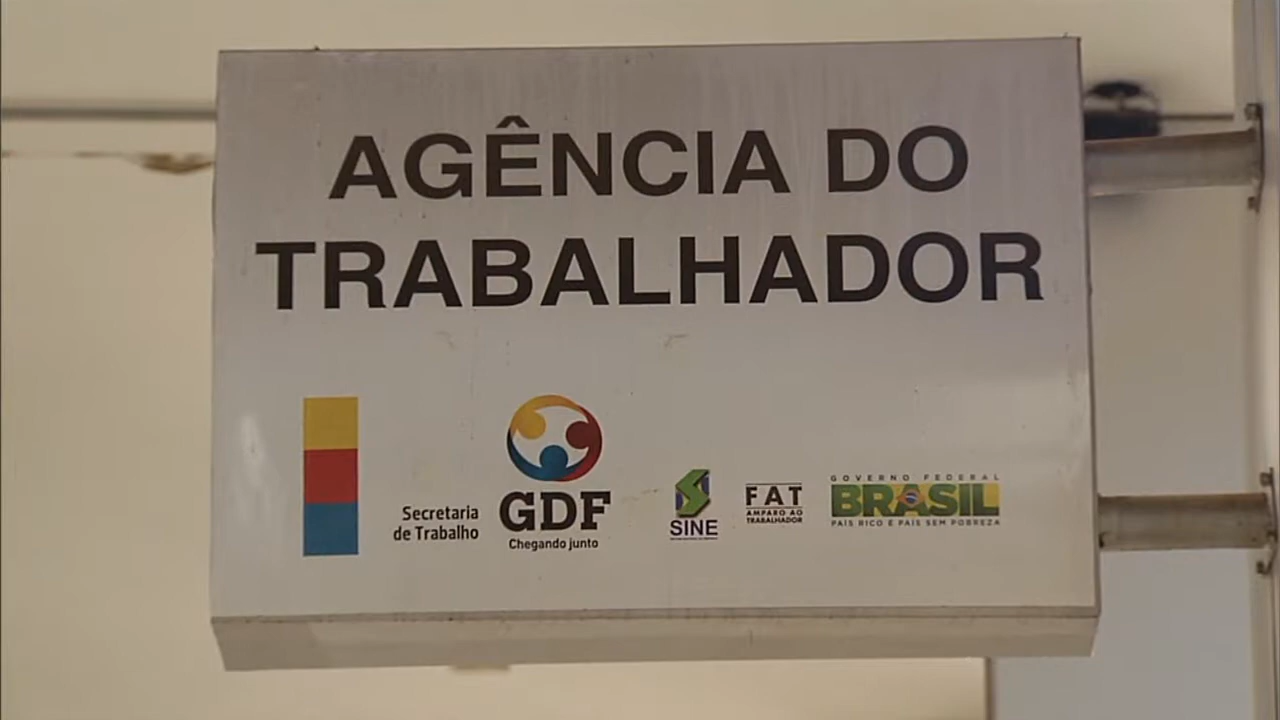 AGÊNCIA DO
TRABALHADOR
Secretaria
de Trabalho
GDF
Chegando junto
SINE
FAT
AMPARO AO
TRABALHADOR
GOVERNO FEDERAL
BRASIL
PAÍS RICO É PAÍS SEM POBREZA